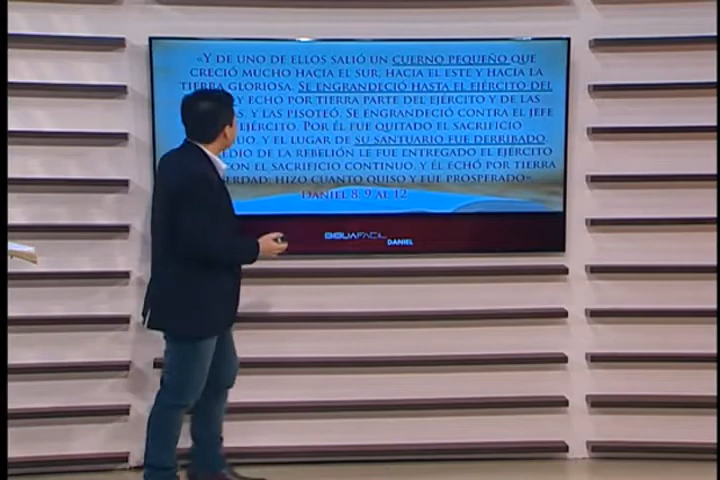 «Y DE UNO DE ELLOS SALIÓ UN CUERNO PEQUEÑO QUE
CRECIÓ MUCHO HACIA EL SUR, HACIA EL ESTE Y HACIA LA
TIERRA GLORIOSA. SE ENGRANDECIÓ HASTA EL EJÉRCITO DEL
Y ECHÓ POR TIERRA PARTE DEL EJÉRCITO Y DE LAS
Y LAS PISOTEÓ. SE ENGRANDECIÓ CONTRA EL JEFE
EJÉRCITO. POR ÉL FUE QUITADO EL SACRIFICIO
Y EL LUGAR DE SU SANTUARIO FUE DERRIBADO.
DE LA REBELIÓN LE FUE ENTREGADO EL EJÉRCITO
CON EL SACRIFICIO CONTINUO. Y ÉL ECHÓ POR TIERRA
HIZO CUANTO QUISO Y FUE PROSPERADO»
DANIEL 8: 9 AL 12
BIBLIAFACIL
DANIEL